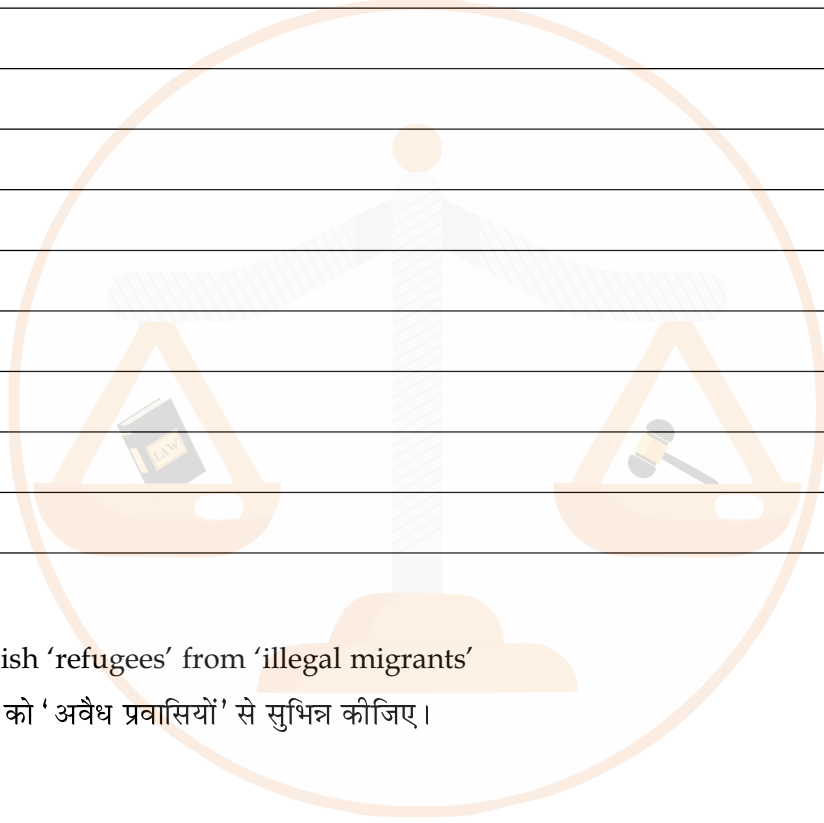 LAW
ish 'refugees' from 'illegal migrants'
को 'अवैध प्रवासियों' से सुभिन्न कीजिए।